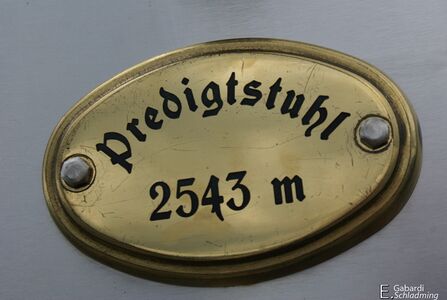 Predigtstuhl
2543 m
E. Gabardi
Schladming